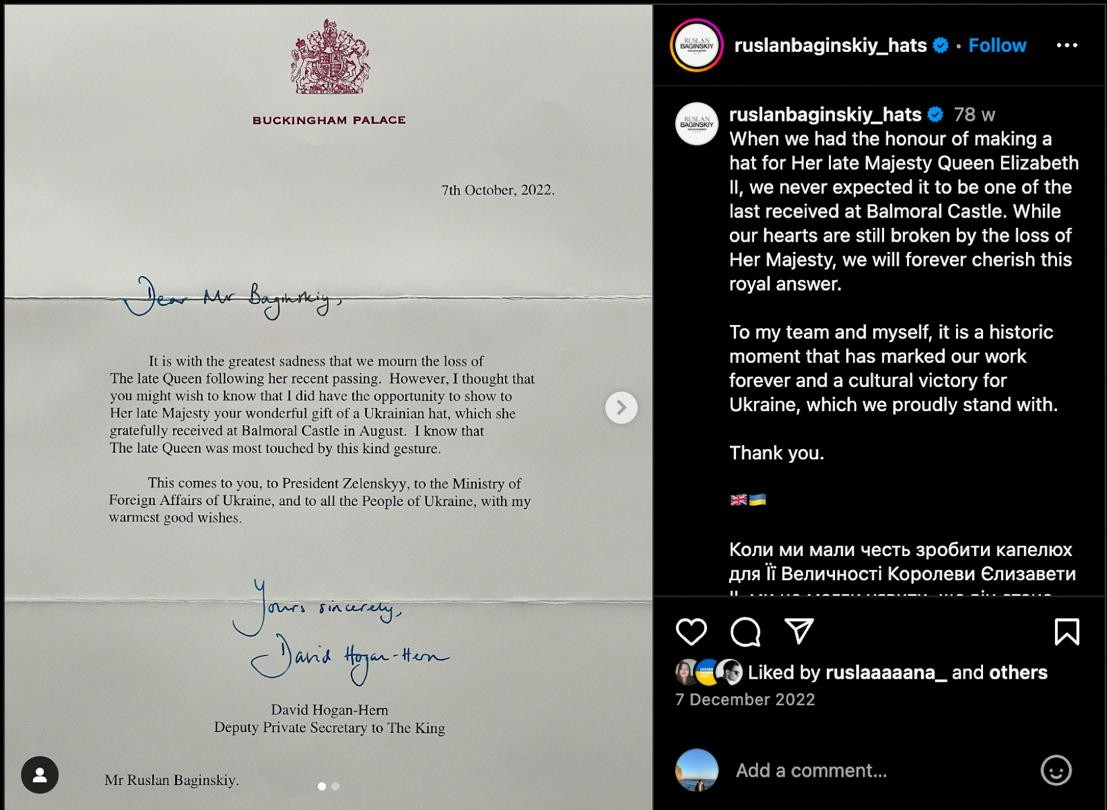 BUCKINGHAM PALACE
7th October, 2022.
Dear Mr Baginskiy,
It is with the greatest sadness that we mourn the loss of
The late Queen following her recent passing. However, I thought that
you might wish to know that I did have the opportunity to show to
Her late Majesty your wonderful gift of a Ukrainian hat, which she
gratefully received at Balmoral Castle in August. I know that
The late Queen was most touched by this kind gesture.
This comes to you, to President Zelenskyy, to the Ministry of
Foreign Affairs of Ukraine, and to all the People of Ukraine, with my
warmest good wishes.
Yours sincerely,
David Hogan-Hern
David Hogan-Hern
Deputy Private Secretary to The King
Mr Ruslan Baginskiy.
RUSLAN
BAGINSKIY
ruslanbaginskiy_hats • Follow
RUSLAN
BAGINSKIY
ruslanbaginskiy_hats 78 w
When we had the honour of making a
hat for Her late Majesty Queen Elizabeth
II, we never expected it to be one of the
last received at Balmoral Castle. While
our hearts are still broken by the loss of
Her Majesty, we will forever cherish this
royal answer.
To my team and myself, it is a historic
moment that has marked our work
forever and a cultural victory for
Ukraine, which we proudly stand with.
Thank you.
🇬🇧🇺🇦
Коли ми мали честь зробити капелюх
для Її Величності Королеви Єлизавети
Liked by ruslaaaaana_ and others
7 December 2022
Add a comment...